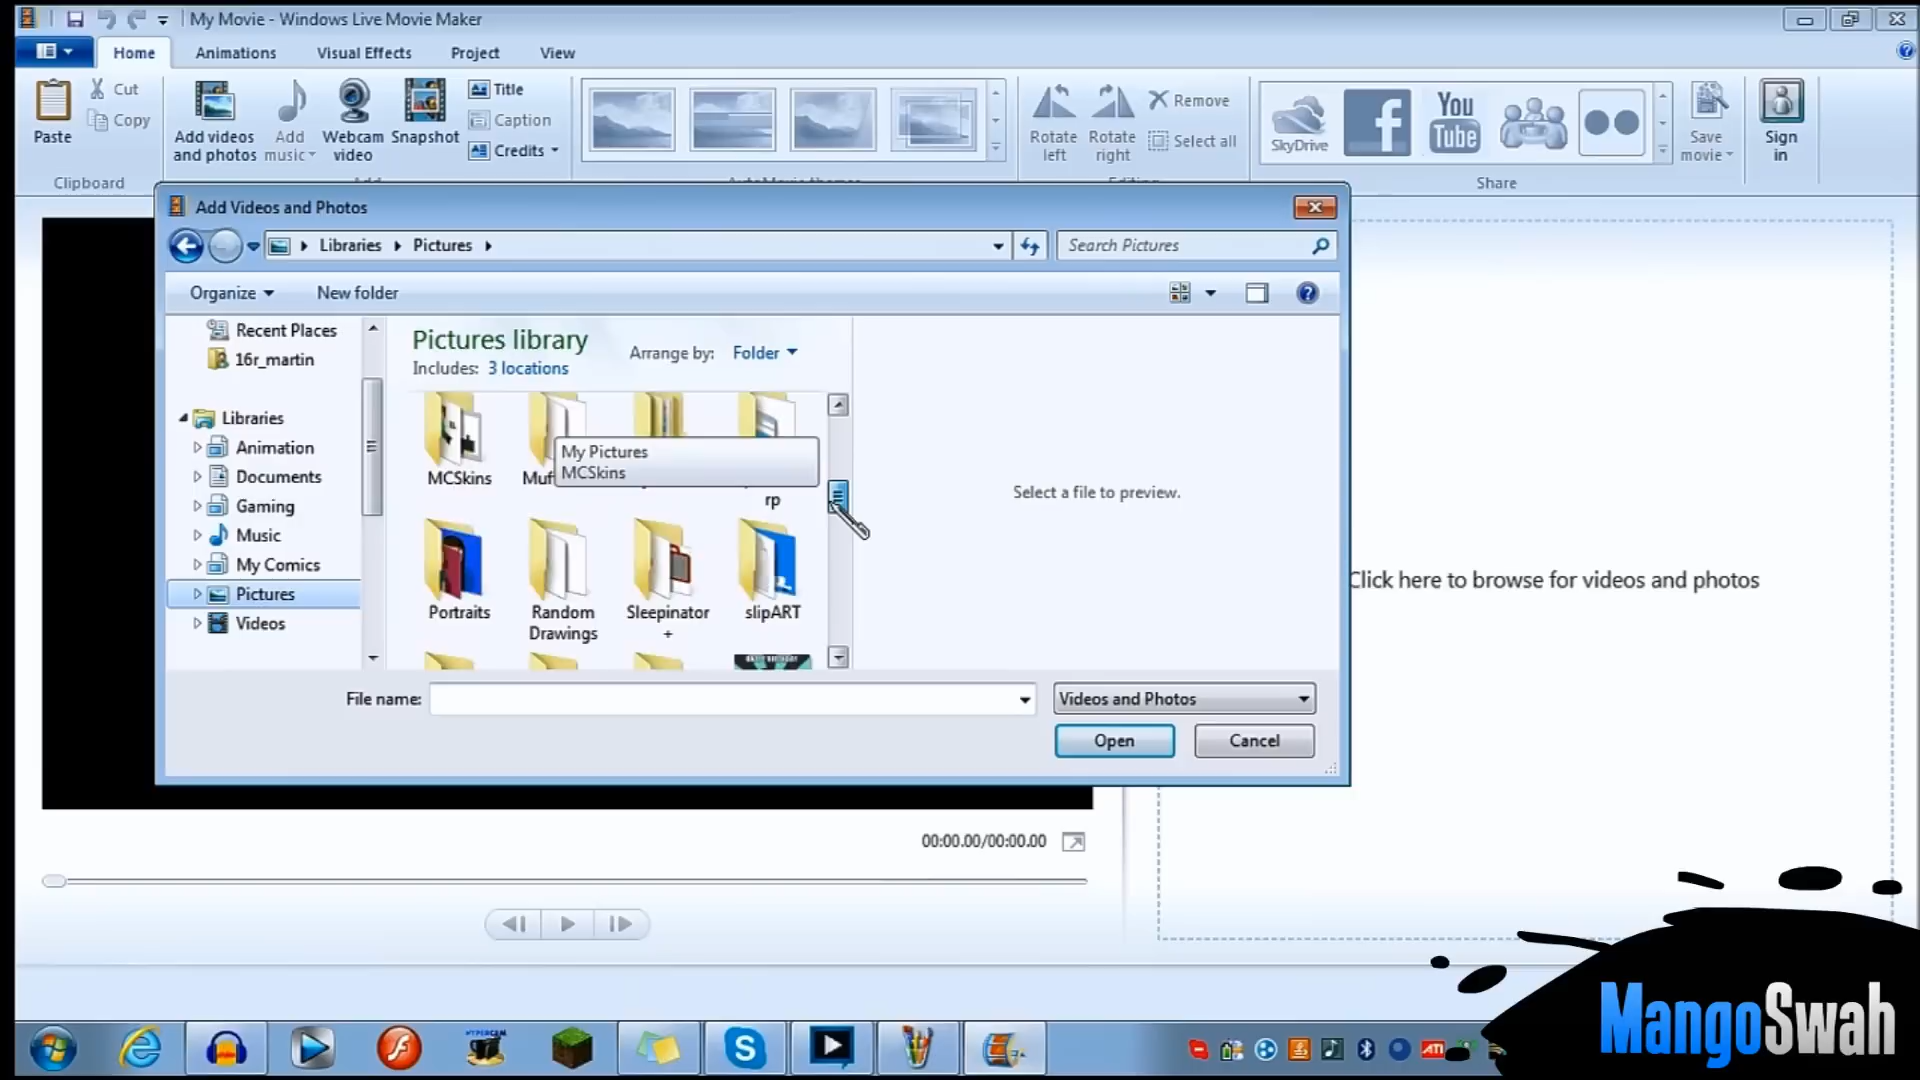 My Movie - Windows Live Movie Maker
Home
Animations
Visual Effects
Project
View
Paste
Cut
Copy
Clipboard
Add videos
and photos
Add
music
Webcam
video
Snapshot
Title
Caption
Credits
Rotate
left
Rotate
right
Remove
Select all
SkyDrive
f
You
Tube
Share
Save
movie
Sign
in
Add Videos and Photos
Libraries
Pictures
Search Pictures
Organize
New folder
Recent Places
16r_martin
Libraries
Animation
Documents
Gaming
Music
My Comics
Pictures
Videos
Pictures library
Includes: 3 locations
Arrange by: Folder
MCSkins
My Pictures
MCSkins
rp
Portraits
Random
Drawings
Sleepinator
+
slipART
Select a file to preview.
File name:
Videos and Photos
Open
Cancel
Click here to browse for videos and photos
00:00.00/00:00.00
HYPERCAM
S
ATI
MangoSwah